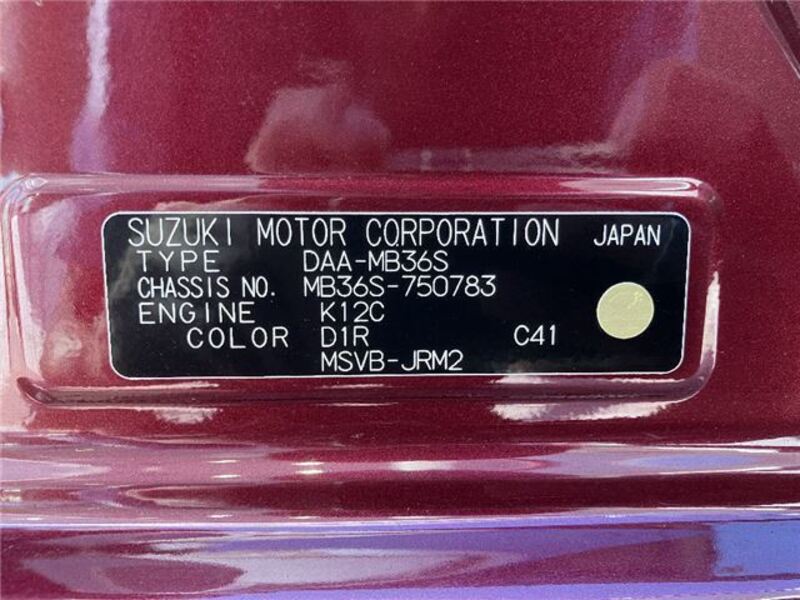 SUZUKI MOTOR CORPORATION JAPAN
TYPE DAA-MB36S
CHASSIS NO. MB36S-750783
ENGINE K12C
COLOR D1R C41
MSVB-JRM2